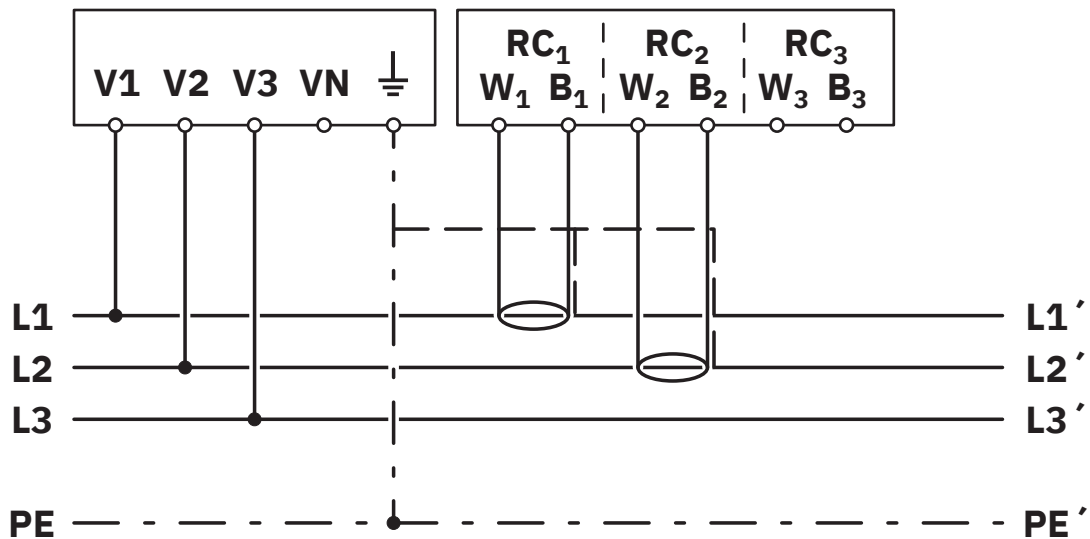 RC₁ RC₂ RC₃
V1 V2 V3 VN W₁ B₁ W₂ B₂ W₃ B₃
L1 L1´
L2 L2´
L3 L3´
PE PE´